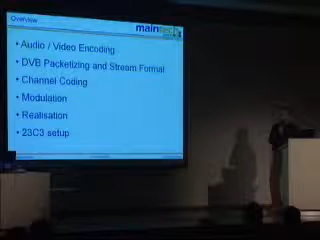 Overview
• Audio / Video Encoding
• DVB Packetizing and Stream Format
• Channel Coding
• Modulation
• Realisation
• 23C3 setup